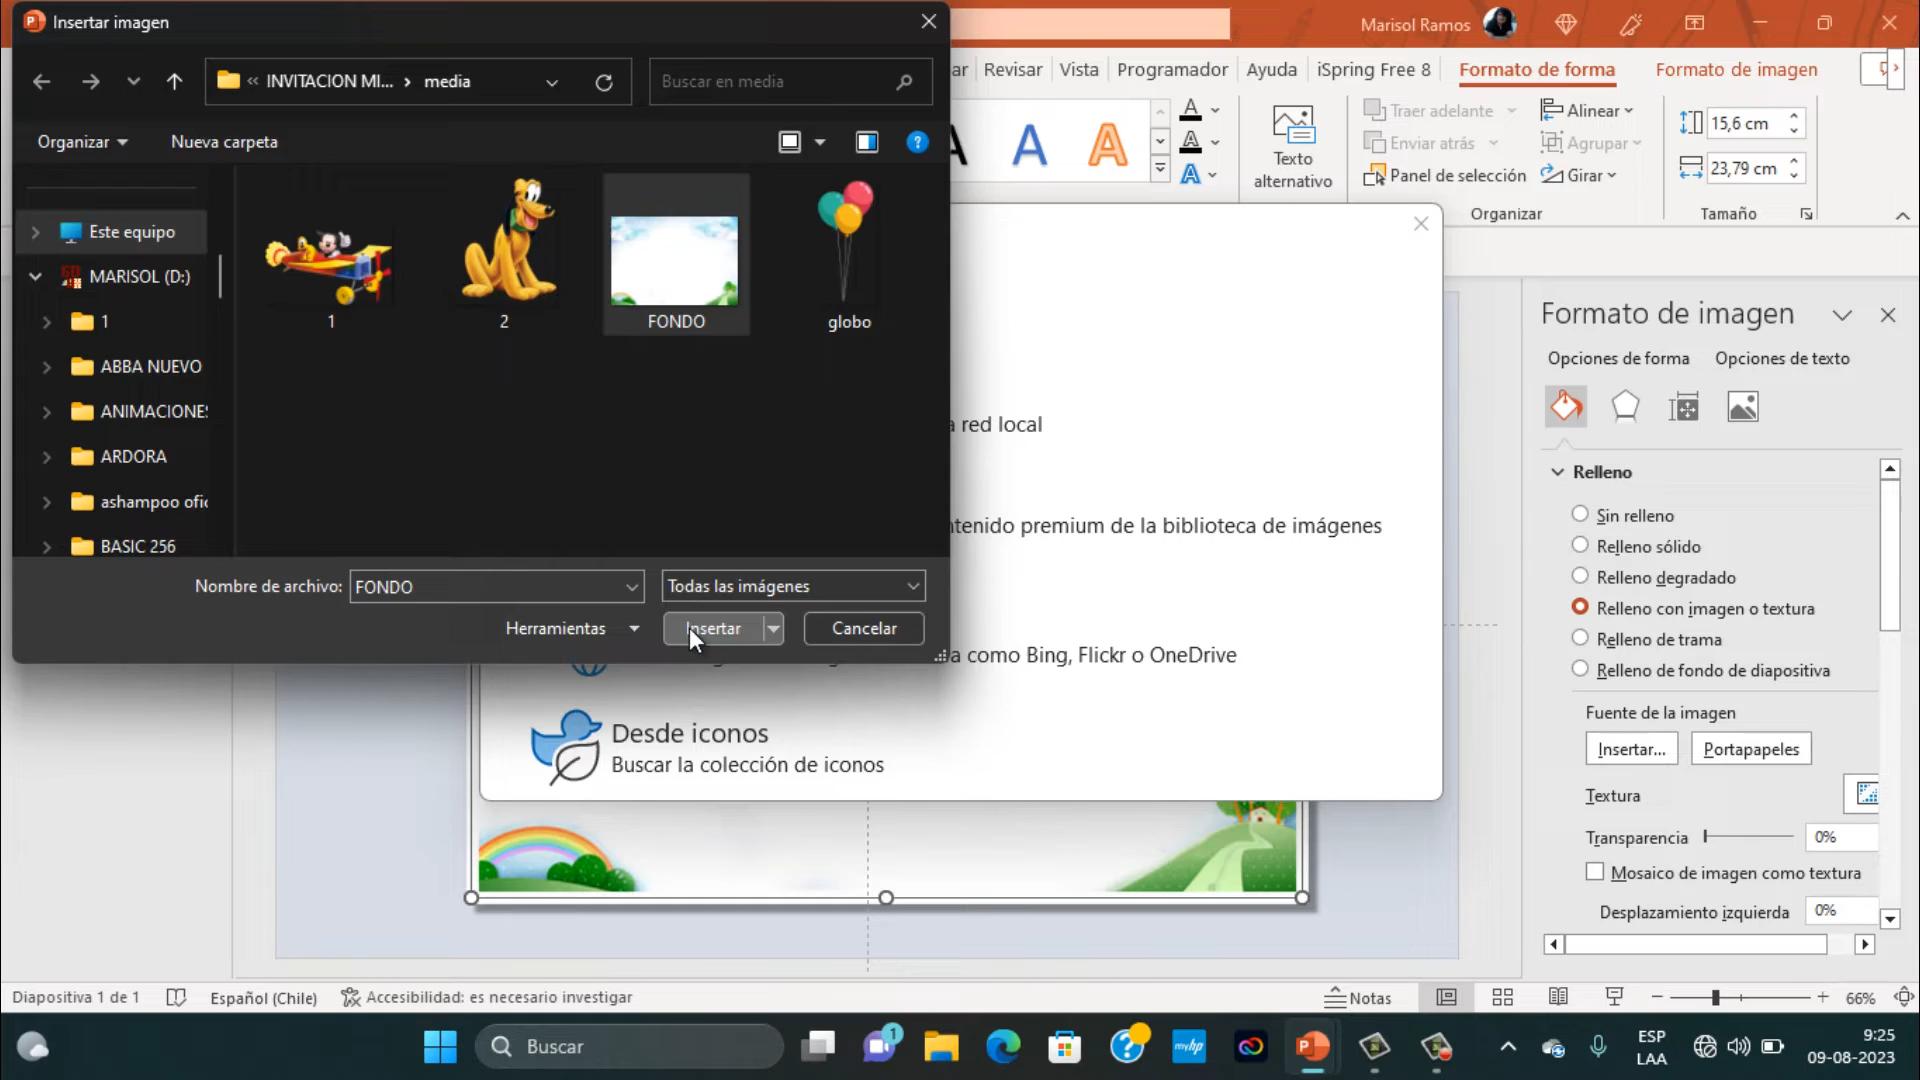 Insertar imagen
Marisol Ramos
« INVITACION MI... › media
Buscar en media
ar Revisar Vista Programador Ayuda iSpring Free 8 Formato de forma Formato de imagen
Organizar
Nueva carpeta
A A
Texto alternativo
Traer adelante
Enviar atrás
Panel de selección
Alinear
Agrupar
Girar
Organizar
15,6 cm
23,79 cm
Tamaño
Este equipo
MARISOL (D:)
1
ABBA NUEVO
ANIMACIONES
ARDORA
ashampoo ofic
BASIC 256
1
2
FONDO
globo
Nombre de archivo: FONDO
Todas las imágenes
Herramientas
Insertar
Cancelar
a red local
ntenido premium de la biblioteca de imágenes
a como Bing, Flickr o OneDrive
Desde iconos
Buscar la colección de iconos
Formato de imagen
Opciones de forma Opciones de texto
Relleno
Sin relleno
Relleno sólido
Relleno degradado
Relleno con imagen o textura
Relleno de trama
Relleno de fondo de diapositiva
Fuente de la imagen
Insertar... Portapapeles
Textura
Transparencia 0%
Mosaico de imagen como textura
Desplazamiento izquierda 0%
Diapositiva 1 de 1
Español (Chile)
Accesibilidad: es necesario investigar
Notas
66%
Buscar
1
myhp
ESP
LAA
9:25
09-08-2023